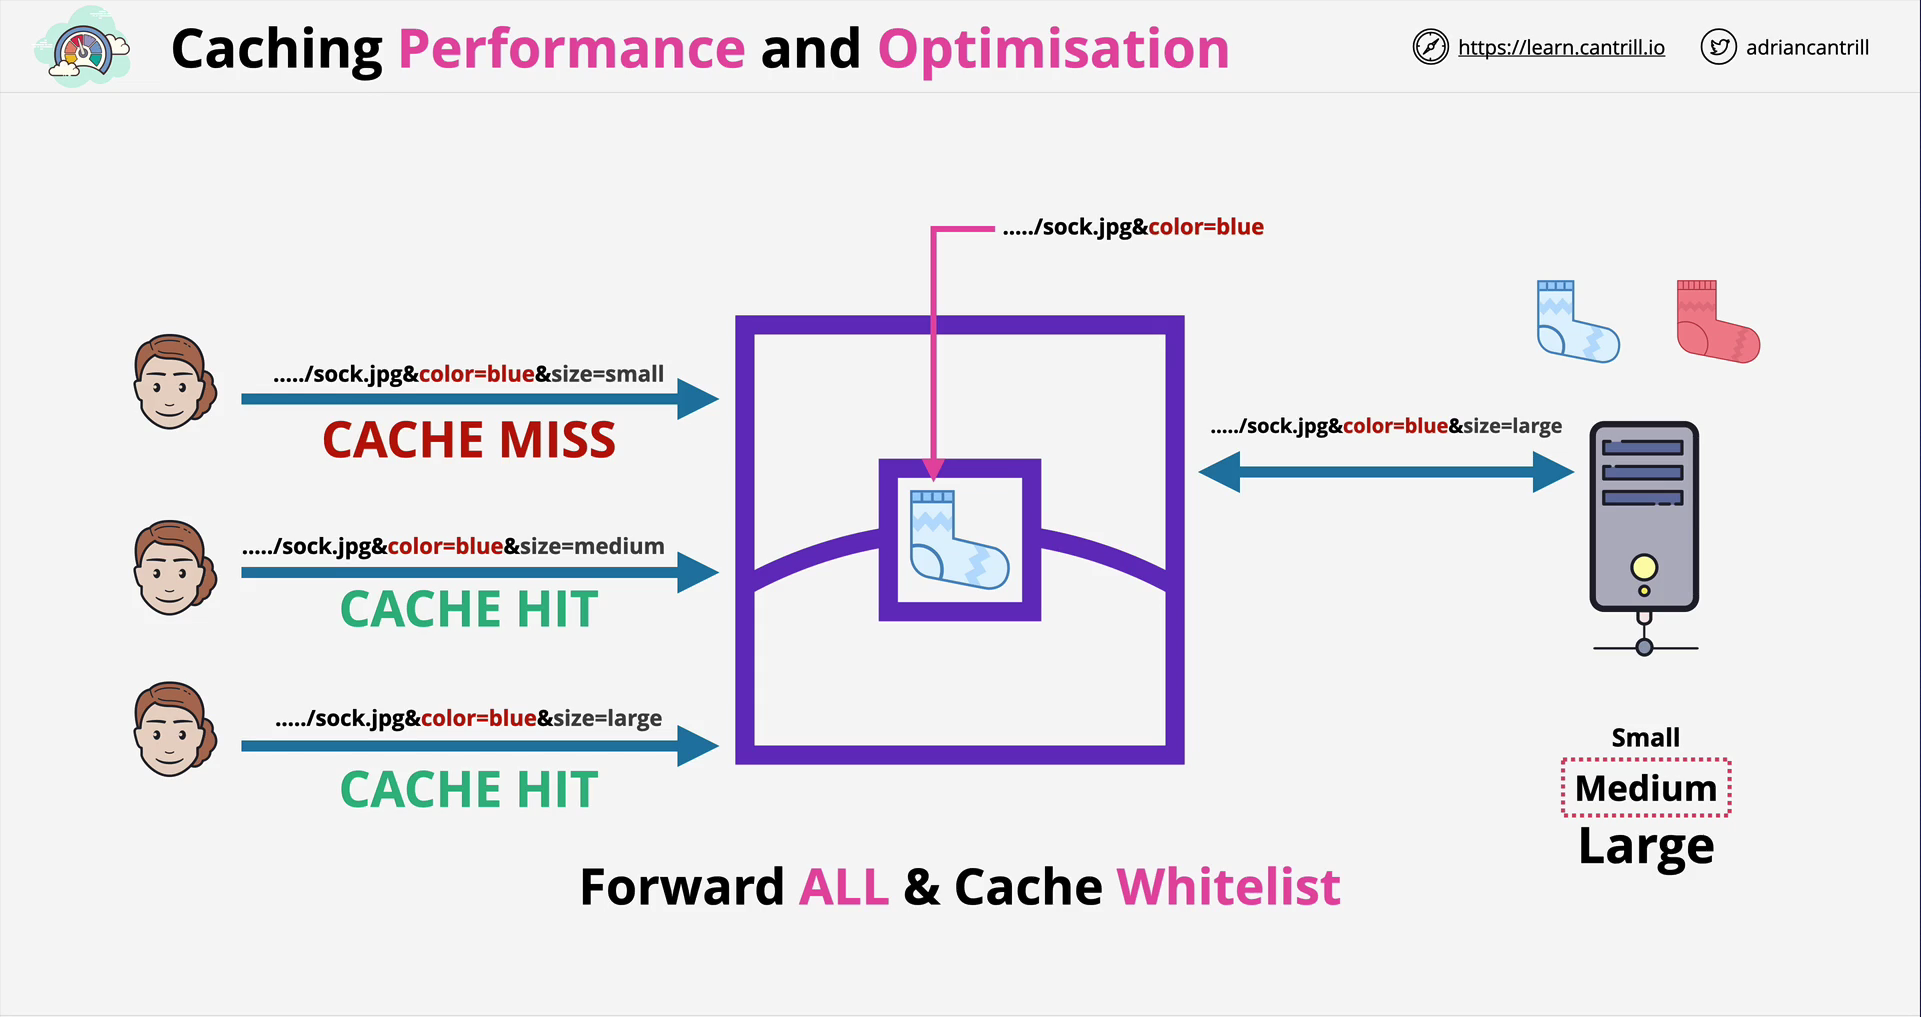 Caching Performance and Optimisation
https://learn.cantrill.io
adriancantrill
...../sock.jpg&color=blue
...../sock.jpg&color=blue&size=small
CACHE MISS
...../sock.jpg&color=blue&size=large
...../sock.jpg&color=blue&size=medium
CACHE HIT
...../sock.jpg&color=blue&size=large
CACHE HIT
Small
Medium
Large
Forward ALL & Cache Whitelist